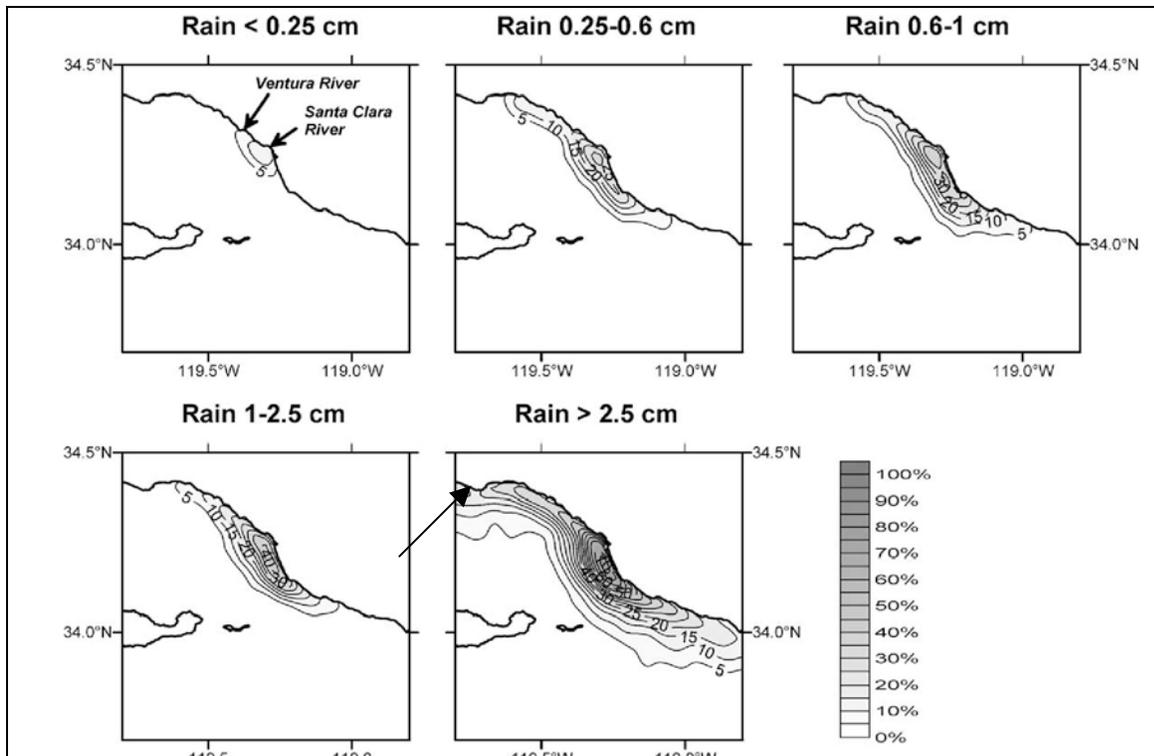 Rain < 0.25 cm
Rain 0.25-0.6 cm
Rain 0.6-1 cm
34.5°N
34.5°N
Ventura River
Santa Clara
River
5
5
10
15
20
25
30
20
15
10
5
34.0°N
34.0°N
119.5°W
119.0°W
119.5°W
119.0°W
119.5°W
119.0°W
Rain 1-2.5 cm
Rain > 2.5 cm
34.5°N
34.5°N
5
10
15
20
40
30
40
30
25
20
15
10
5
34.0°N
34.0°N
100%
90%
80%
70%
60%
50%
40%
30%
20%
10%
0%